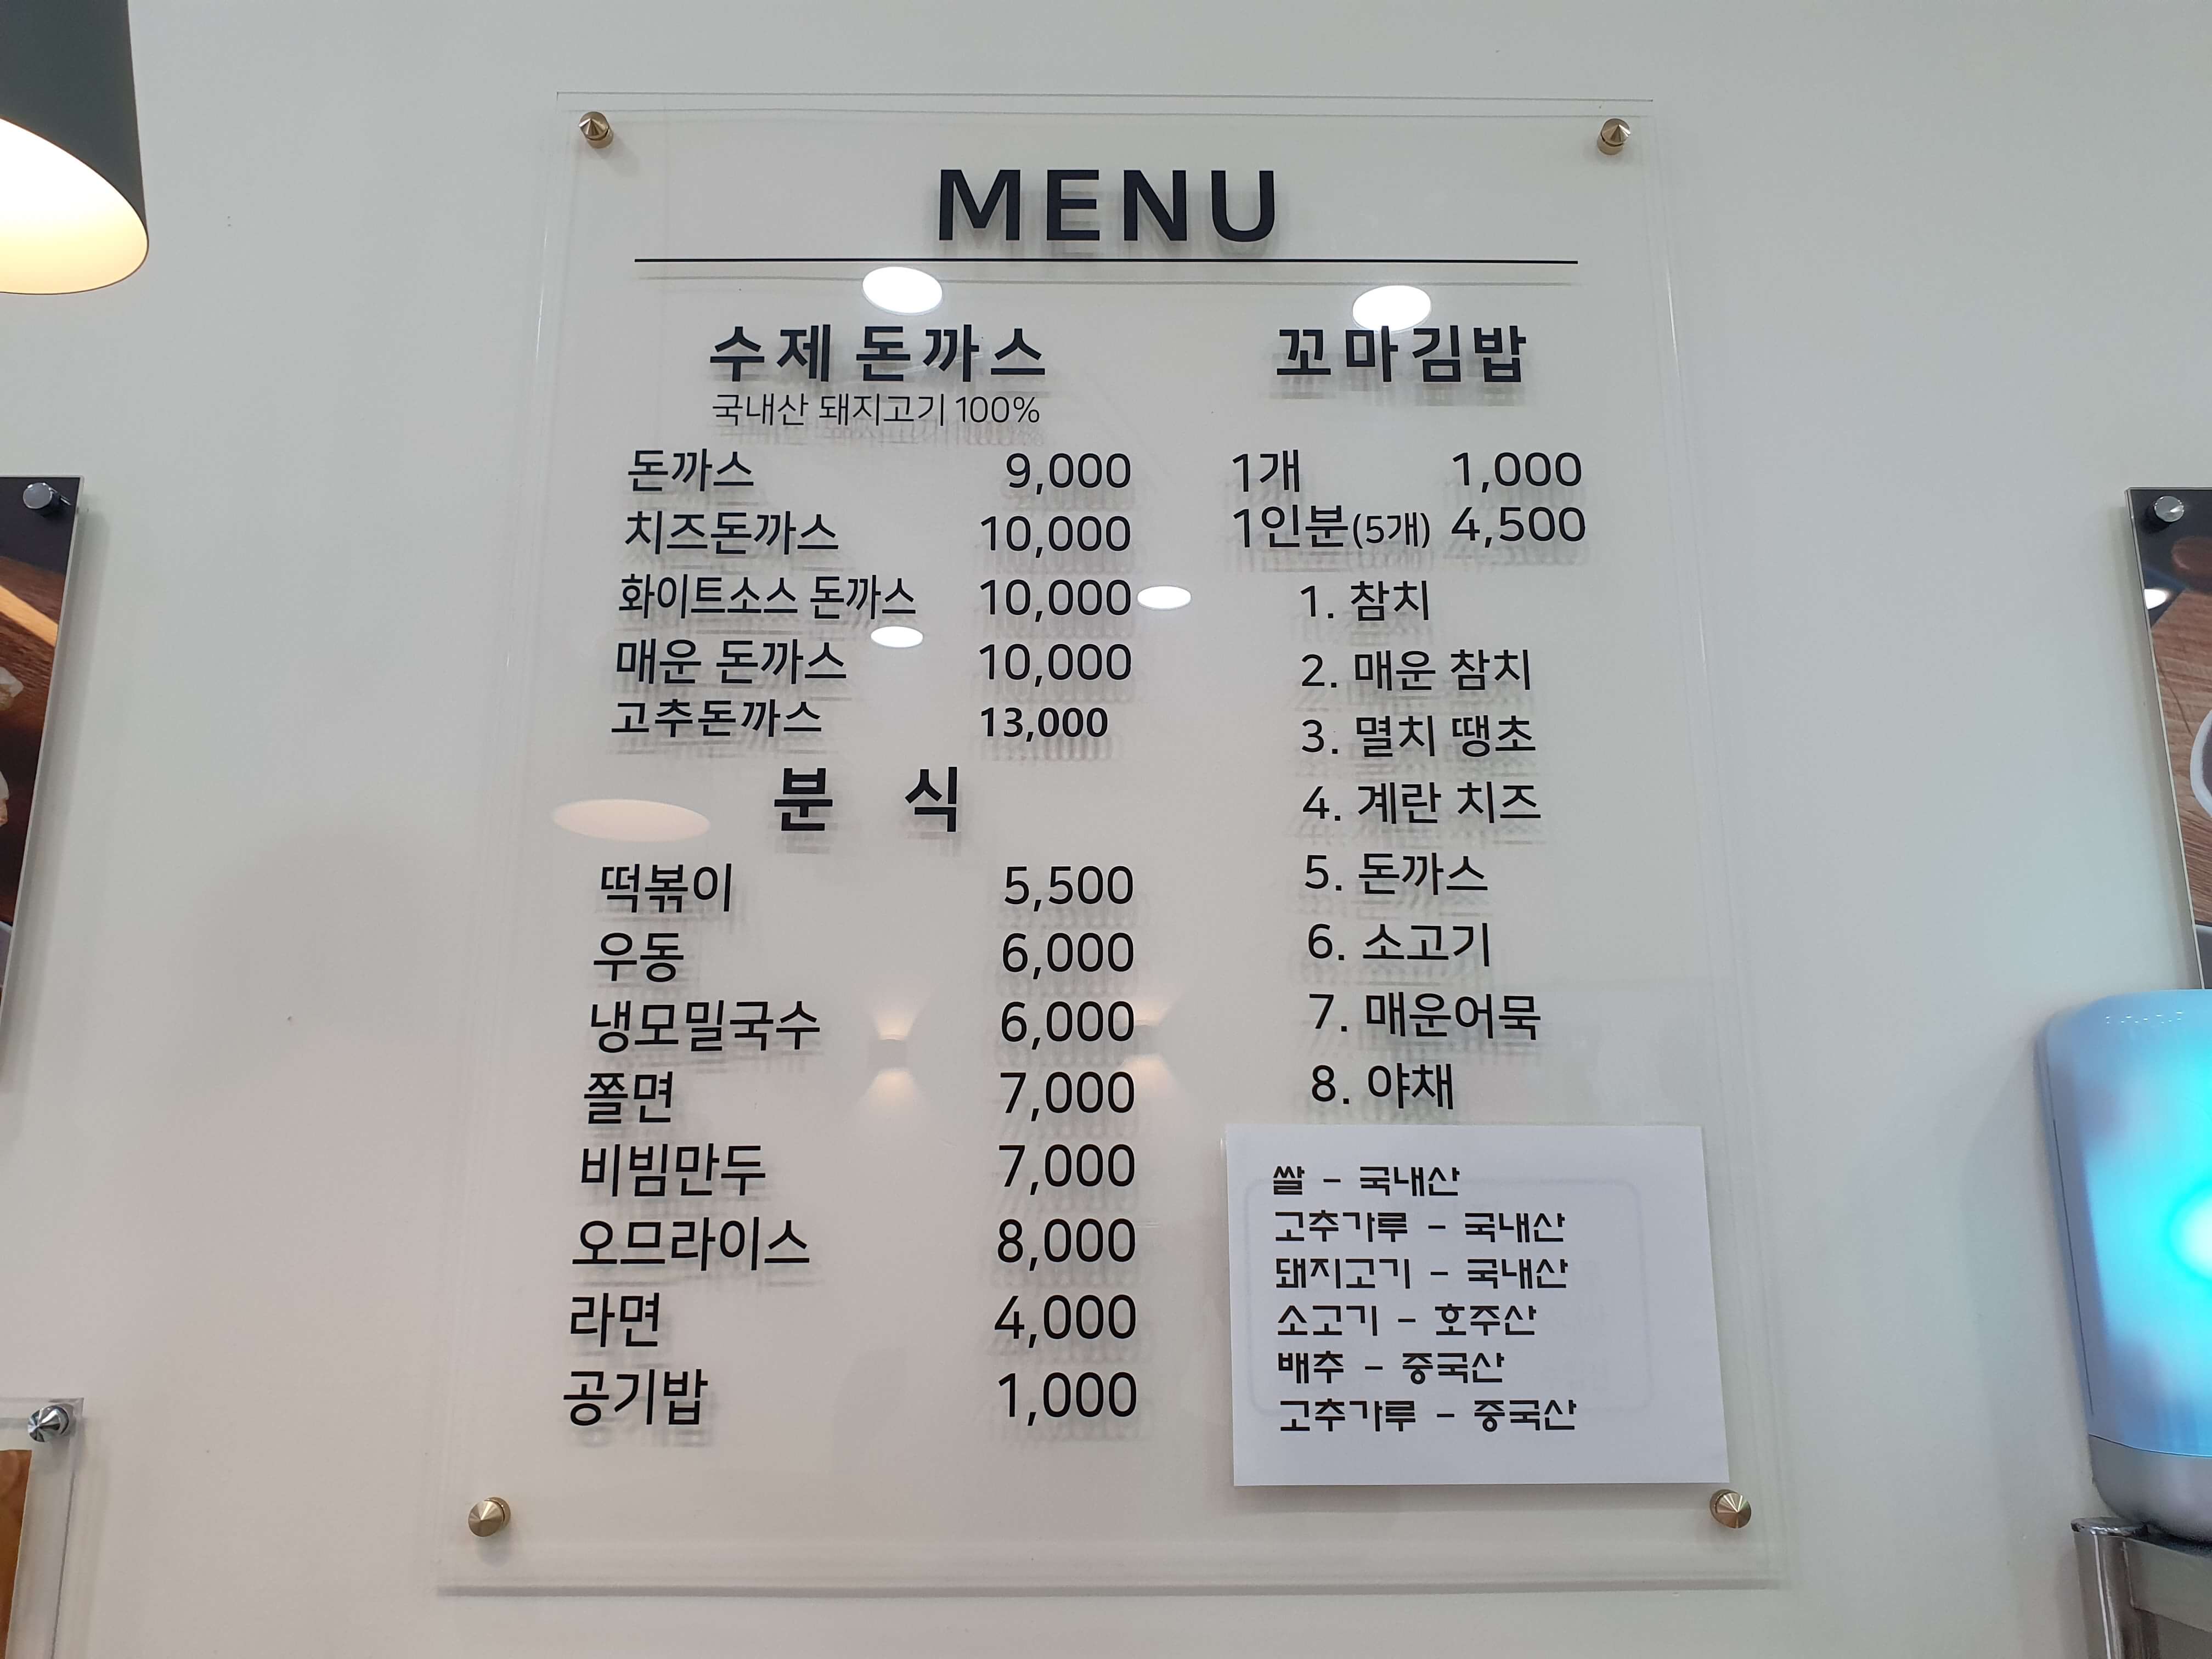 MENU
수제 돈까스
국내산 돼지고기 100%
돈까스 9,000
치즈돈까스 10,000
화이트소스 돈까스 10,000
매운 돈까스 10,000
고추돈까스 13,000
분 식
떡볶이 5,500
우동 6,000
냉모밀국수 6,000
쫄면 7,000
비빔만두 7,000
오므라이스 8,000
라면 4,000
공기밥 1,000
꼬마김밥
1개 1,000
1인분(5개) 4,500
1. 참치
2. 매운 참치
3. 멸치 땡초
4. 계란 치즈
5. 돈까스
6. 소고기
7. 매운어묵
8. 야채
쌀 - 국내산
고추가루 - 국내산
돼지고기 - 국내산
소고기 - 호주산
배추 - 중국산
고추가루 - 중국산